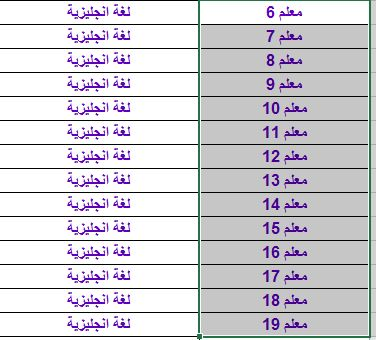 معلم 6 لغة انجليزية
معلم 7 لغة انجليزية
معلم 8 لغة انجليزية
معلم 9 لغة انجليزية
معلم 10 لغة انجليزية
معلم 11 لغة انجليزية
معلم 12 لغة انجليزية
معلم 13 لغة انجليزية
معلم 14 لغة انجليزية
معلم 15 لغة انجليزية
معلم 16 لغة انجليزية
معلم 17 لغة انجليزية
معلم 18 لغة انجليزية
معلم 19 لغة انجليزية